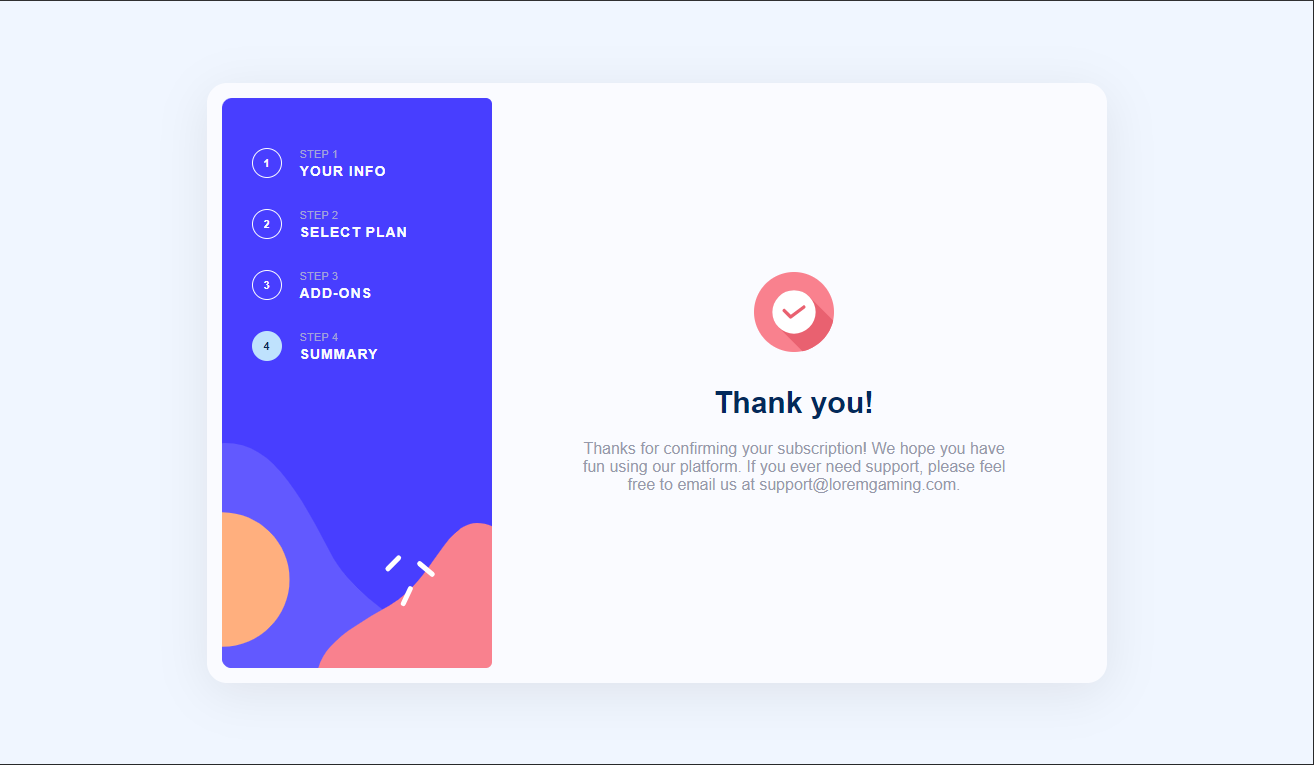 1
STEP 1
YOUR INFO
2
STEP 2
SELECT PLAN
3
STEP 3
ADD-ONS
4
STEP 4
SUMMARY
Thank you!
Thanks for confirming your subscription! We hope you have
fun using our platform. If you ever need support, please feel
free to email us at support@loremgaming.com.